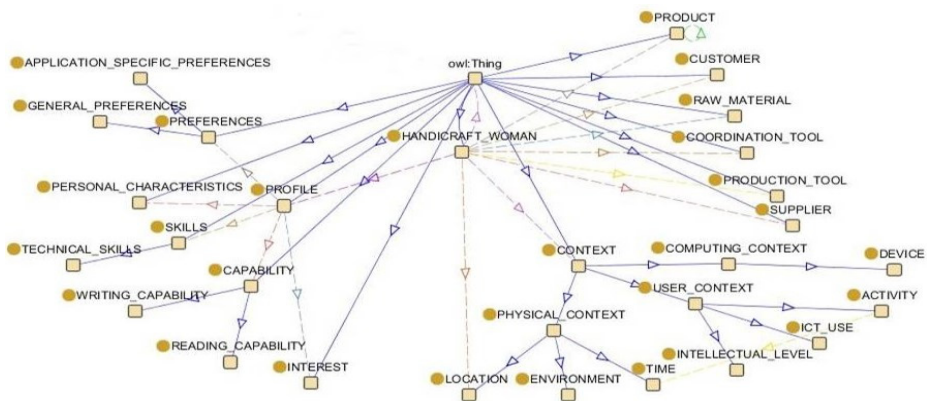 PRODUCT
CUSTOMER
owl:Thing
APPLICATION_SPECIFIC_PREFERENCES
RAW_MATERIAL
GENERAL_PREFERENCES
PREFERENCES
HANDICRAFT_WOMAN
COORDINATION_TOOL
PRODUCTION_TOOL
PERSONAL_CHARACTERISTICS
PROFILE
SUPPLIER
SKILLS
TECHNICAL_SKILLS
CONTEXT
COMPUTING_CONTEXT
DEVICE
CAPABILITY
USER_CONTEXT
WRITING_CAPABILITY
ACTIVITY
PHYSICAL_CONTEXT
ICT_USE
READING_CAPABILITY
INTELLECTUAL_LEVEL
INTEREST
LOCATION
ENVIRONMENT
TIME